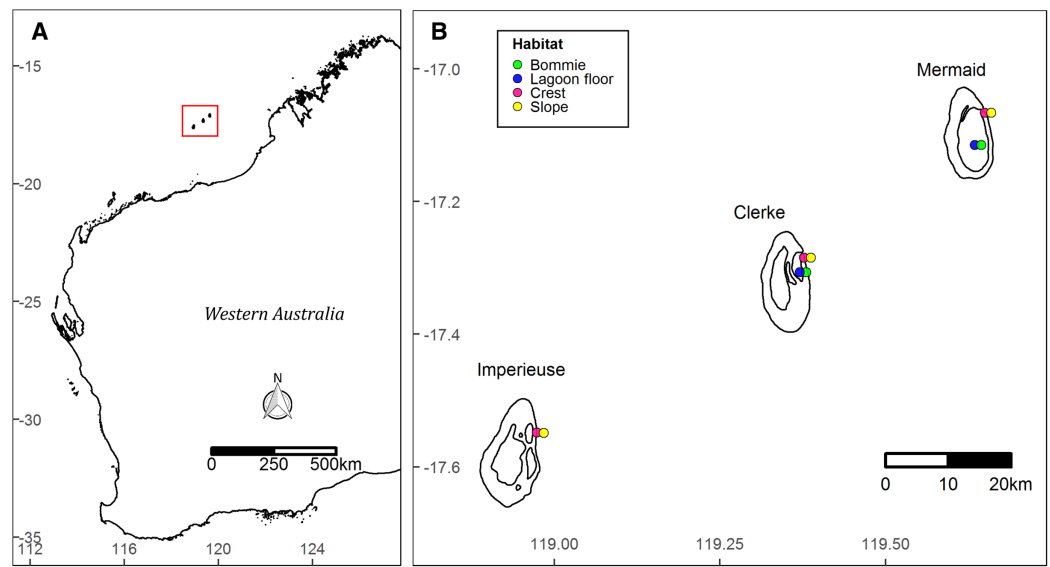 A
-15
-20
-25
-30
-35
112
116
120
124
Western Australia
N
0
250
500km
B
Habitat
Bommie
Lagoon floor
Crest
Slope
-17.0
-17.2
-17.4
-17.6
Mermaid
Clerke
Imperieuse
0
10
20km
119.00
119.25
119.50